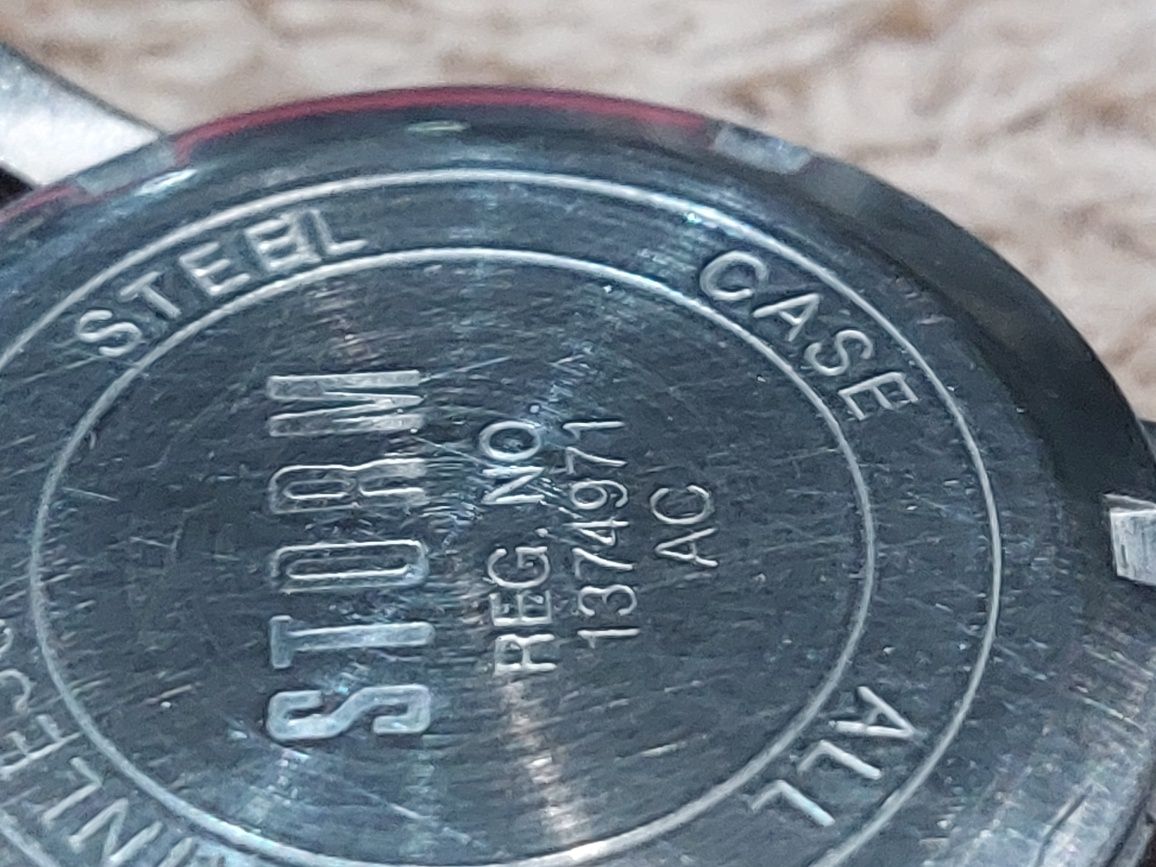 STORM
REG. NO.
1374971
AC
ALL
STEEL
CASE